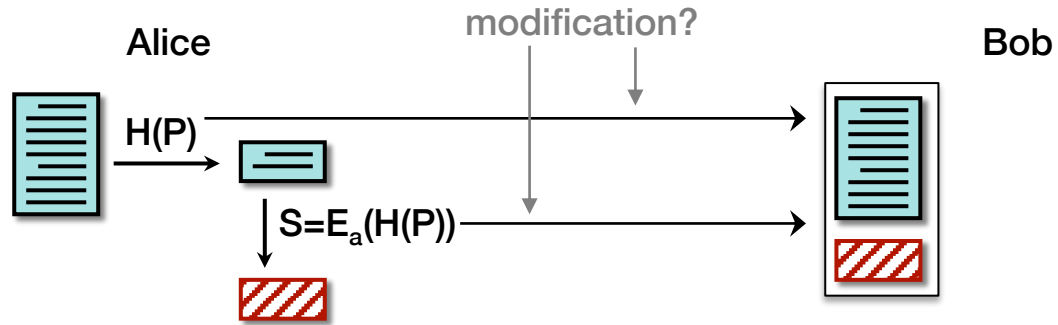 modification?
Alice
Bob
H(P)
S=Eₐ(H(P))